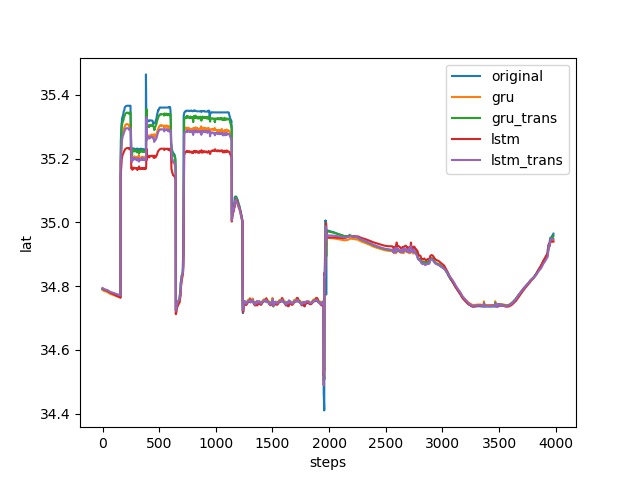 original
gru
gru_trans
lstm
lstm_trans
35.4
35.2
35.0
34.8
34.6
34.4
lat
0 500 1000 1500 2000 2500 3000 3500 4000
steps